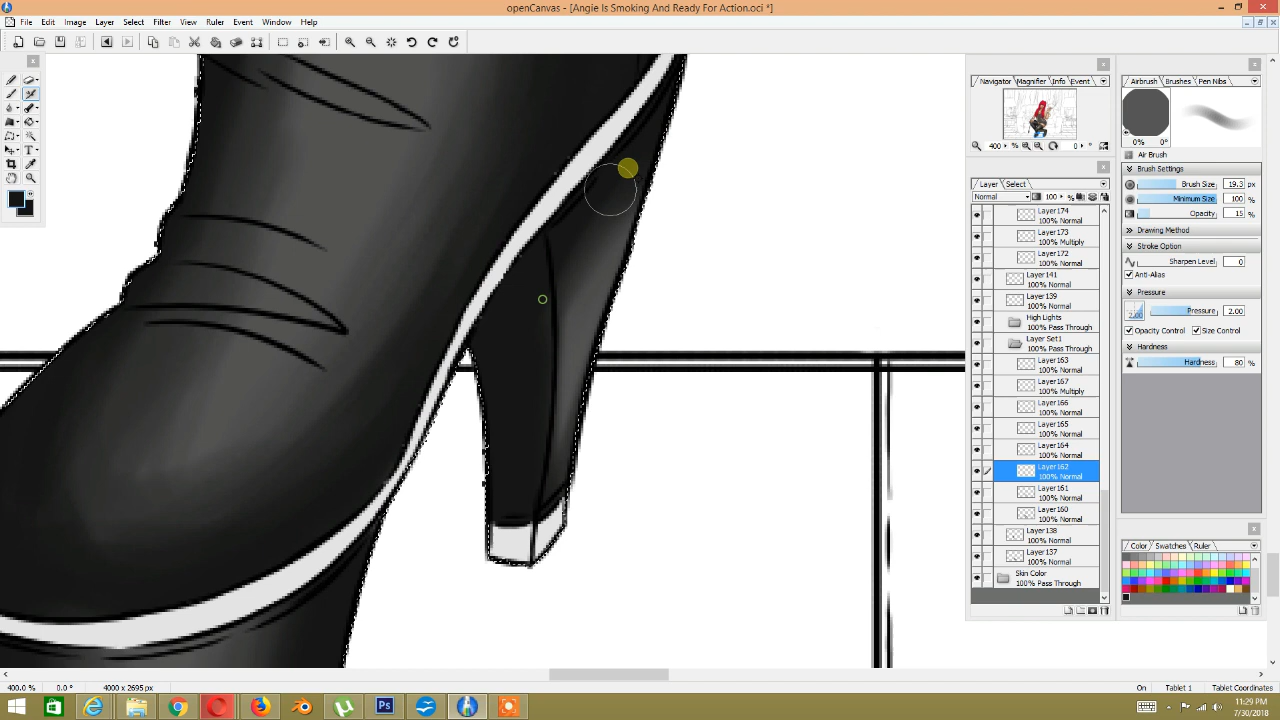 openCanvas - [Angie Is Smoking And Ready For Action.oci *]
File Edit Image Layer Select Filter View Ruler Event Window Help
Navigator Magnifier Info Event
Airbrush Brushes Pen Nibs
400 % 0 °
0% 0°
Air Brush
Brush Settings
Brush Size 19.3 px
Minimum Size 100 %
Opacity 15 %
Drawing Method
Stroke Option
Sharpen Level 0
Anti-Alias
Pressure
2.00 Pressure 2.00
Opacity Control Size Control
Hardness
Hardness 80 %
Layer Select
Normal 100 %
Layer174
100% Normal
Layer173
100% Multiply
Layer172
100% Normal
Layer141
100% Normal
Layer139
100% Normal
High Lights
100% Pass Through
Layer Set1
100% Pass Through
Layer163
100% Normal
Layer167
100% Multiply
Layer166
100% Normal
Layer165
100% Normal
Layer164
100% Normal
Layer162
100% Normal
Layer161
100% Normal
Layer160
100% Normal
Layer138
100% Normal
Layer137
100% Normal
Skin Color
100% Pass Through
Color Swatches Ruler
400.0 % 0.0 ° 4000 x 2695 px
On Tablet 1 Tablet Coordinates
Ps
11:29 PM
7/30/2018